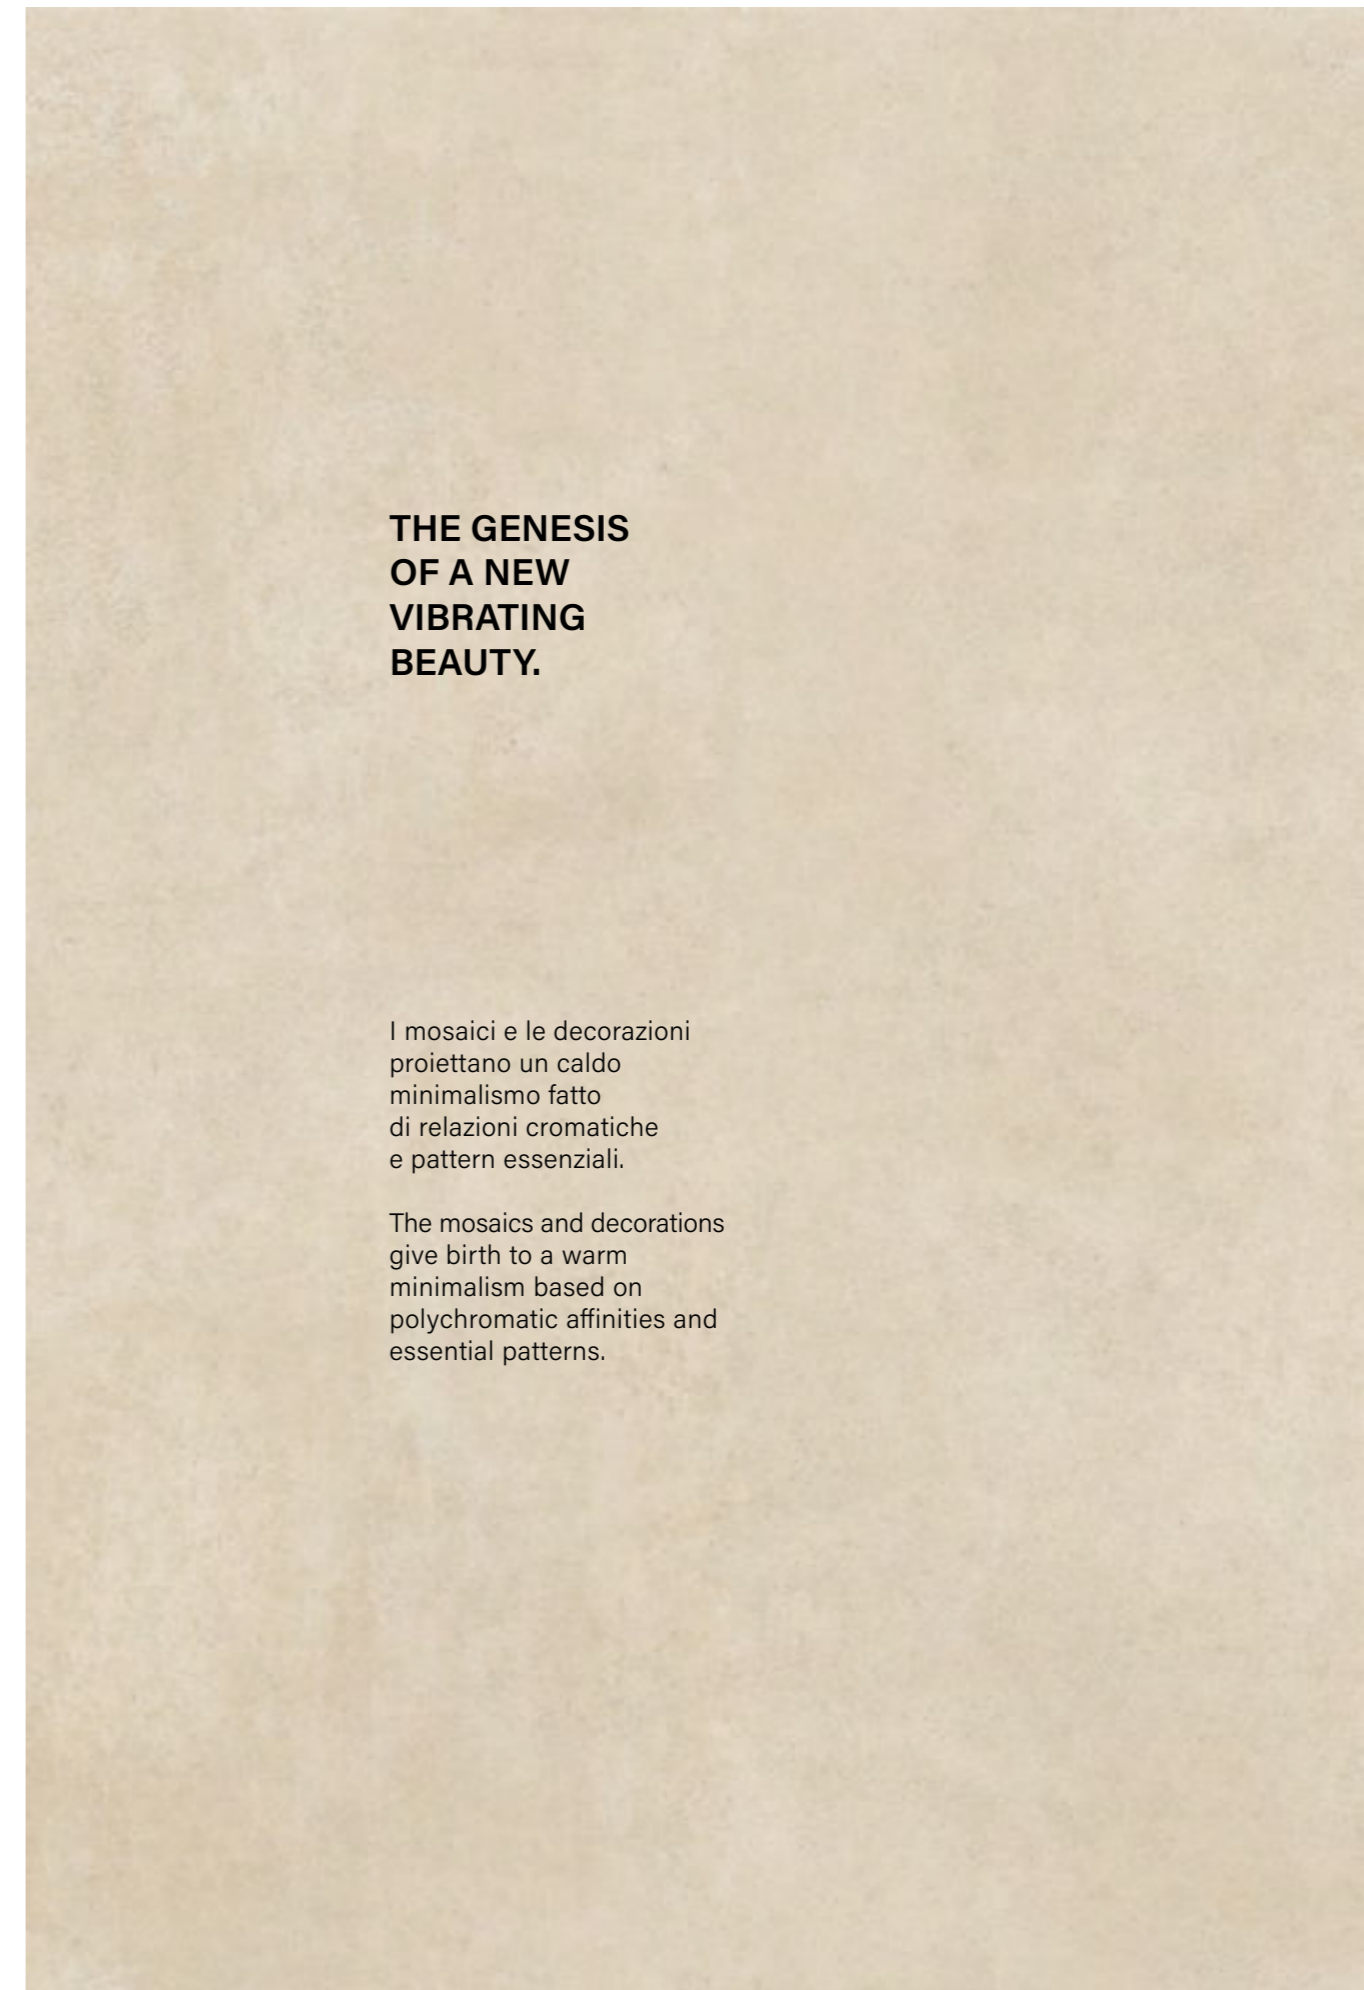 THE GENESIS
OF A NEW
VIBRATING
BEAUTY.
I mosaici e le decorazioni
proiettano un caldo
minimalismo fatto
di relazioni cromatiche
e pattern essenziali.
The mosaics and decorations
give birth to a warm
minimalism based on
polychromatic affinities and
essential patterns.